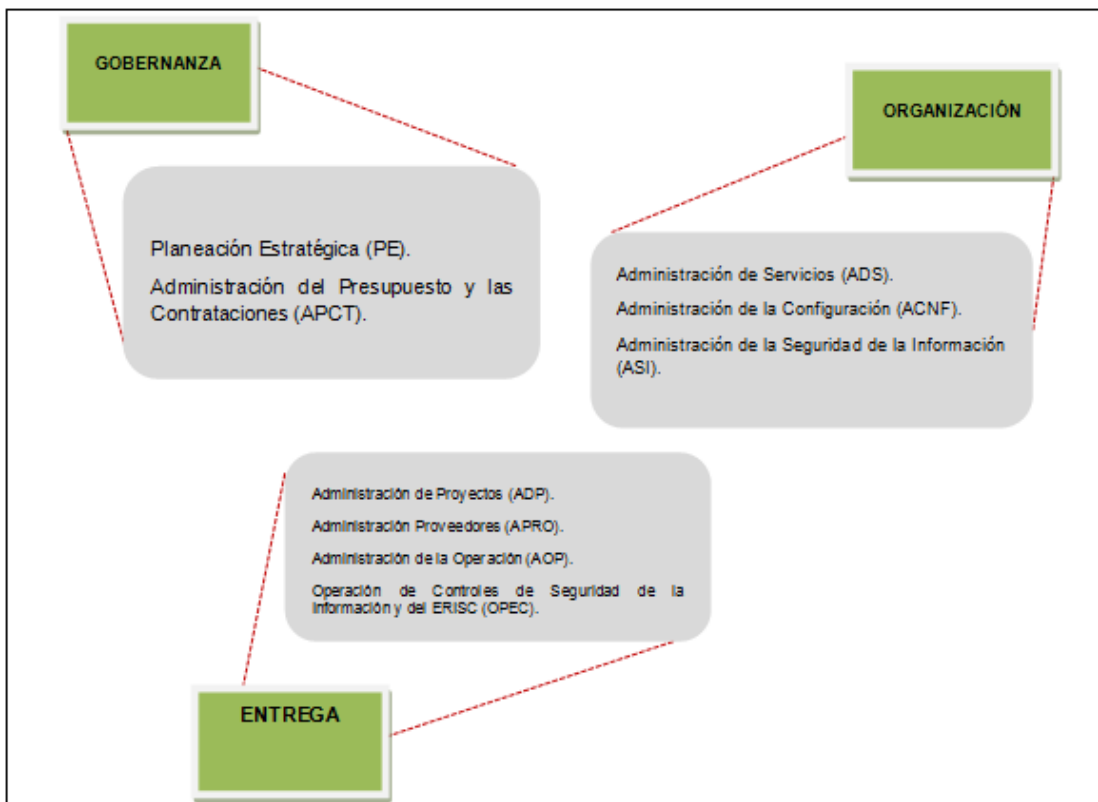 GOBERNANZA
Planeación Estratégica (PE).
Administración del Presupuesto y las
Contrataciones (APCT).
ORGANIZACIÓN
Administración de Servicios (ADS).
Administración de la Configuración (ACNF).
Administración de la Seguridad de la Información
(ASI).
Administración de Proyectos (ADP).
Administración Proveedores (APRO).
Administración de la Operación (AOP).
Operación de Controles de Seguridad de la
Información y del ERISC (OPEC).
ENTREGA